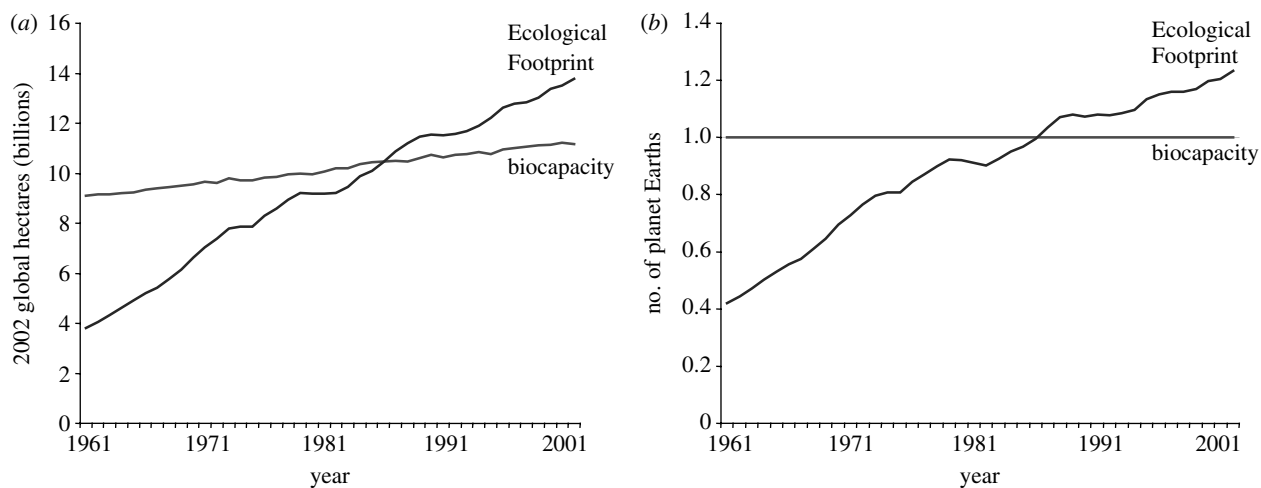 (a)
16
14
12
10
8
6
4
2
0
2002 global hectares (billions)
Ecological
Footprint
biocapacity
1961 1971 1981 1991 2001
year
(b)
1.4
1.2
1.0
0.8
0.6
0.4
0.2
0
no. of planet Earths
Ecological
Footprint
biocapacity
1961 1971 1981 1991 2001
year